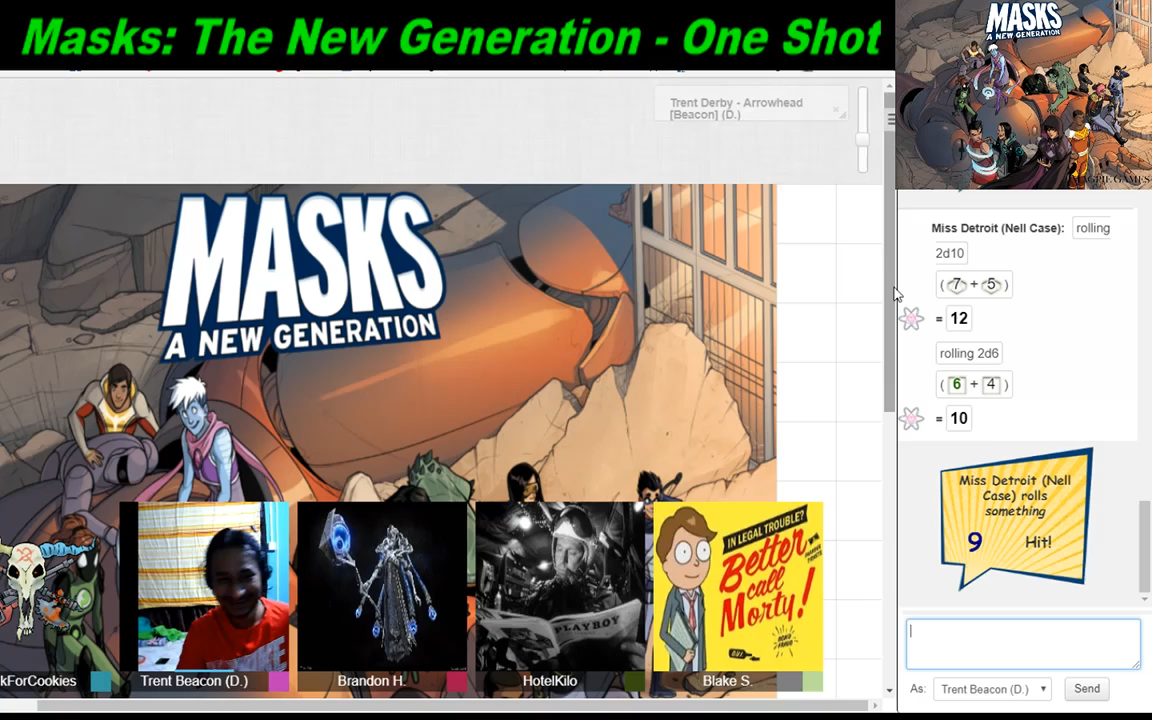 Masks: The New Generation - One Shot
MASKS
A NEW GENERATION
MAGPIE GAMES
Trent Derby - Arrowhead
[Beacon] (D.)
MASKS
A NEW GENERATION
Miss Detroit (Nell Case): rolling
2d10
( 7 + 5 )
= 12
rolling 2d6
( 6 + 4 )
= 10
Miss Detroit (Nell
Case) rolls
something
9 Hit!
IN LEGAL TROUBLE?
Better
call
Morty!
PLAYBOY
kForCookies
Trent Beacon (D.)
Brandon H.
HotelKilo
Blake S.
As: Trent Beacon (D.) Send